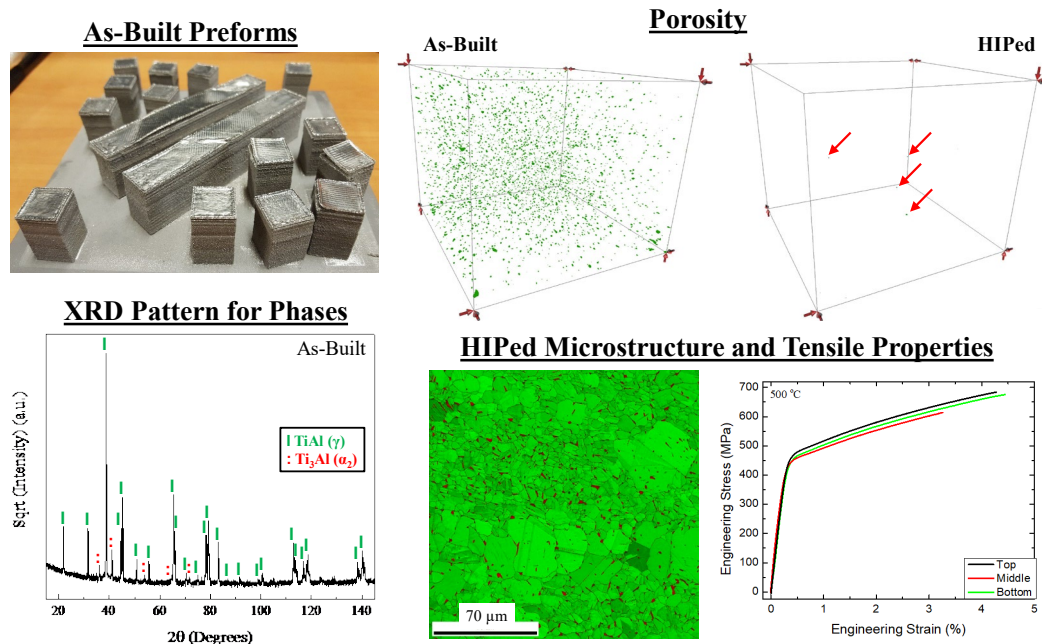 As-Built Preforms
Porosity
As-Built
HIPed
XRD Pattern for Phases
As-Built
Sqrt (Intensity) (a.u.)
TiAl (γ)
Ti₃Al (α₂)
20 40 60 80 100 120 140
2θ (Degrees)
HIPed Microstructure and Tensile Properties
70 µm
500 °C
Engineering Stress (MPa)
700
600
500
400
300
200
100
0
Top
Middle
Bottom
0 1 2 3 4 5
Engineering Strain (%)